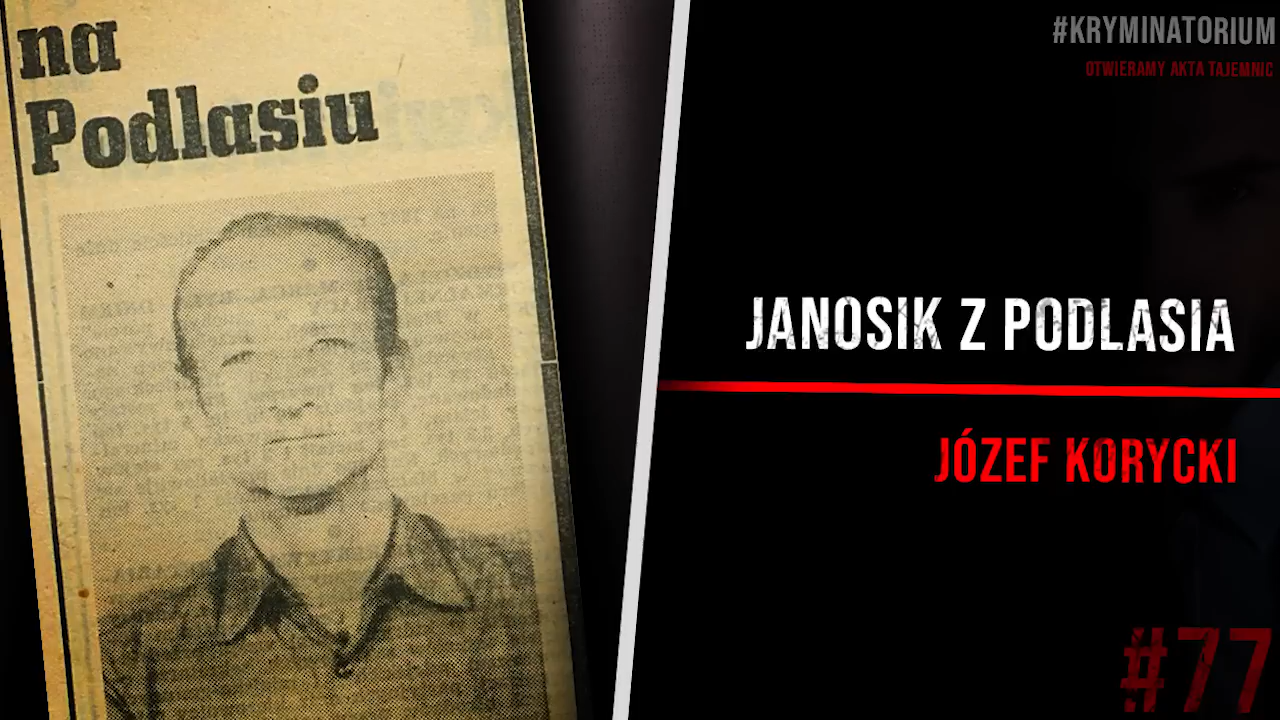 na
Podlasiu
#KRYMINATORIUM
OTWIERAMY AKTA TAJEMNIC
JANOSIK Z PODLASIA
JÓZEF KORYCKI
#77